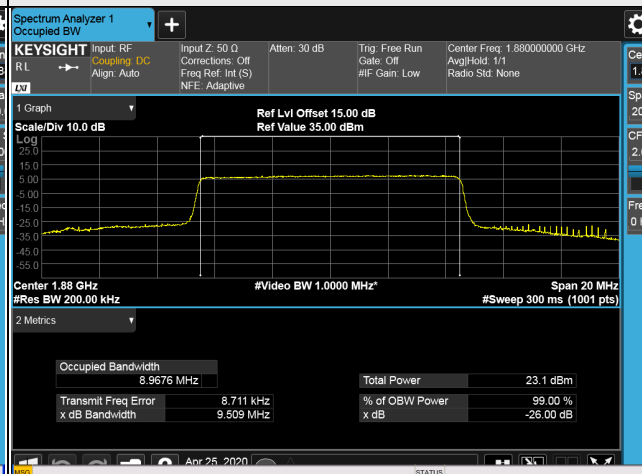 Spectrum Analyzer 1
Occupied BW
+
KEYSIGHT Input: RF Input Z: 50 Ω Atten: 30 dB Trig: Free Run Center Freq: 1.880000000 GHz
Coupling: DC Corrections: Off Gate: Off Avg|Hold: 1/1
RL Align: Auto Freq Ref: Int (S) #IF Gain: Low Radio Std: None
NFE: Adaptive
LXI
1 Graph
Ref Lvl Offset 15.00 dB
Scale/Div 10.0 dB Ref Value 35.00 dBm
Log
25.0
15.0
5.00
-5.00
-15.0
-25.0
-35.0
-45.0
-55.0
Center 1.88 GHz #Video BW 1.0000 MHz* Span 20 MHz
#Res BW 200.00 kHz #Sweep 300 ms (1001 pts)
2 Metrics
Occupied Bandwidth
8.9676 MHz Total Power 23.1 dBm
Transmit Freq Error 8.711 kHz % of OBW Power 99.00 %
x dB Bandwidth 9.509 MHz x dB -26.00 dB
Apr 25, 2020
MSG STATUS